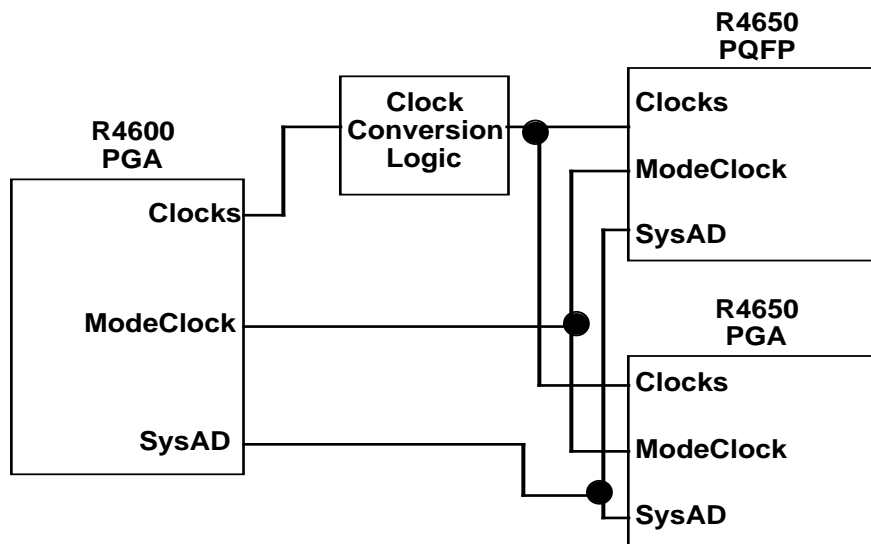 R4600
PGA
Clocks
ModeClock
SysAD
Clock
Conversion
Logic
R4650
PQFP
Clocks
ModeClock
SysAD
R4650
PGA
Clocks
ModeClock
SysAD